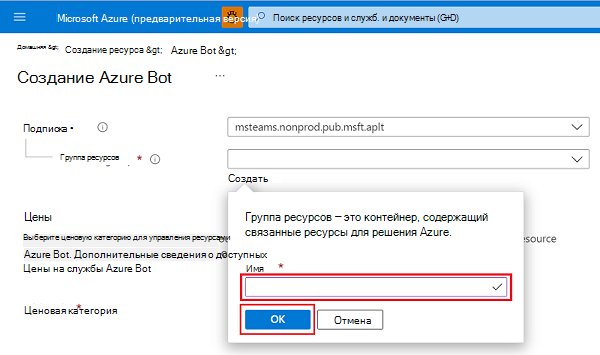 Microsoft Azure (предварительная версия)
Поиск ресурсов и служб. и документы (G+D)
Домашняя &gt; Создание ресурса &gt; Azure Bot &gt;
Создание Azure Bot ...
Подписка • msteams.nonprod.pub.msft.aplt
Группа ресурсов *
Создать
Группа ресурсов – это контейнер, содержащий
связанные ресурсы для решения Azure.
Цены
Выберите ценовую категорию для управления ресурсами esource
Azure Bot. Дополнительные сведения о доступных
Цены на службы Azure Bot
Имя *
Ценовая категория*
OK Отмена